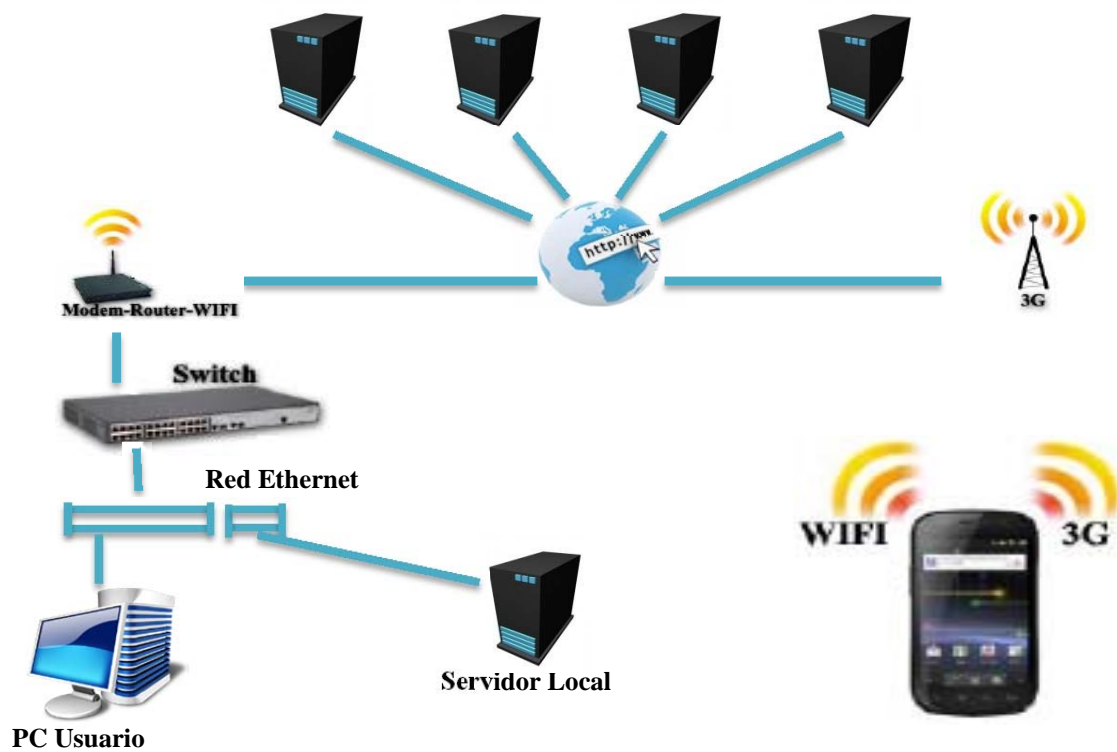 http://www.
3G
Modem-Router-WIFI
Switch
Red Ethernet
WIFI
3G
Servidor Local
PC Usuario